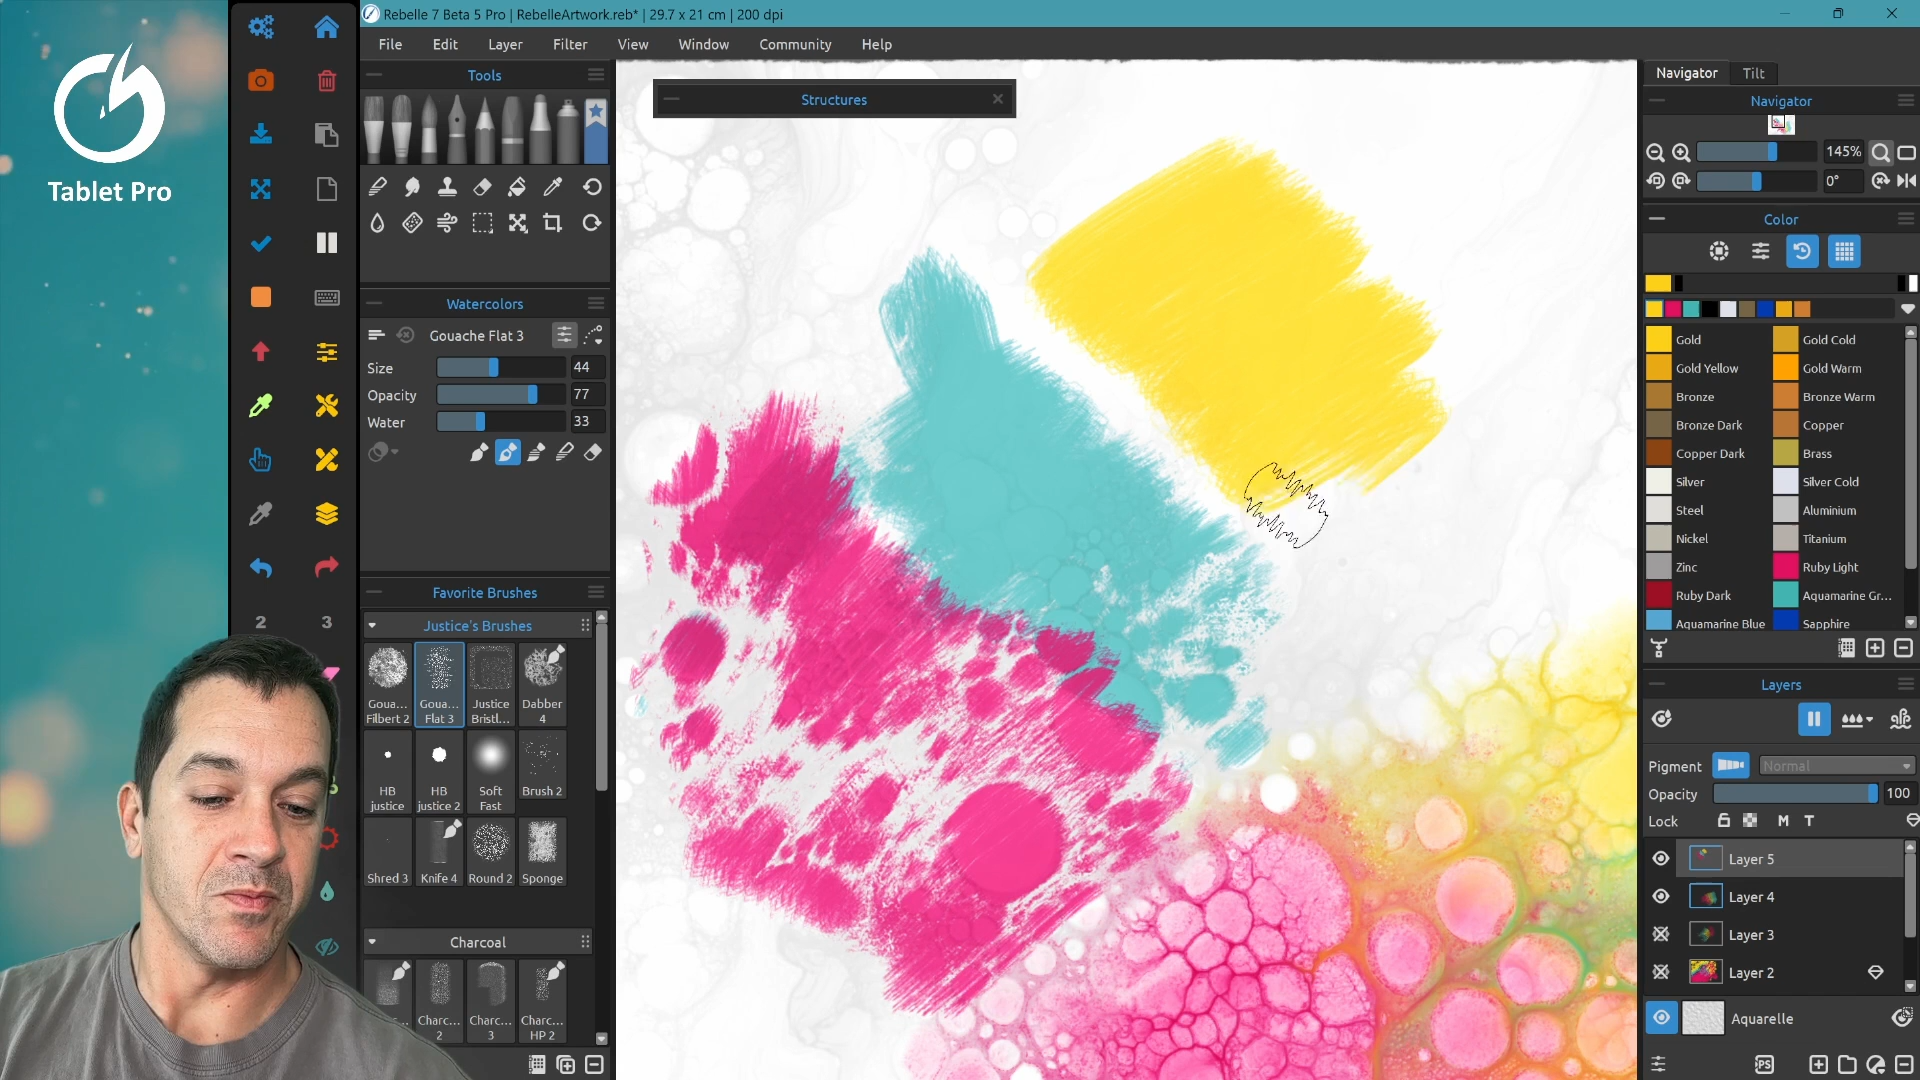 Tablet Pro
2
3
Rebelle 7 Beta 5 Pro | RebelleArtwork.reb* | 29.7 x 21 cm | 200 dpi
File Edit Layer Filter View Window Community Help
Tools
Watercolors
Gouache Flat 3
Size 44
Opacity 77
Water 33
Favorite Brushes
Justice's Brushes
Goua... Filbert 2
Goua... Flat 3
Justice Bristl...
Dabber 4
HB justice
HB justice 2
Soft Fast
Brush 2
Shred 3
Knife 4
Round 2
Sponge
Charcoal
Charc... 2
Charc... 3
Charc... HP 2
Structures
Navigator Tilt
Navigator
145%
0°
Color
Gold Gold Cold
Gold Yellow Gold Warm
Bronze Bronze Warm
Bronze Dark Copper
Copper Dark Brass
Silver Silver Cold
Steel Aluminium
Nickel Titanium
Zinc Ruby Light
Ruby Dark Aquamarine Gr...
Aquamarine Blue Sapphire
Layers
Pigment Normal
Opacity 100
Lock M T
Layer 5
Layer 4
Layer 3
Layer 2
Aquarelle
PS